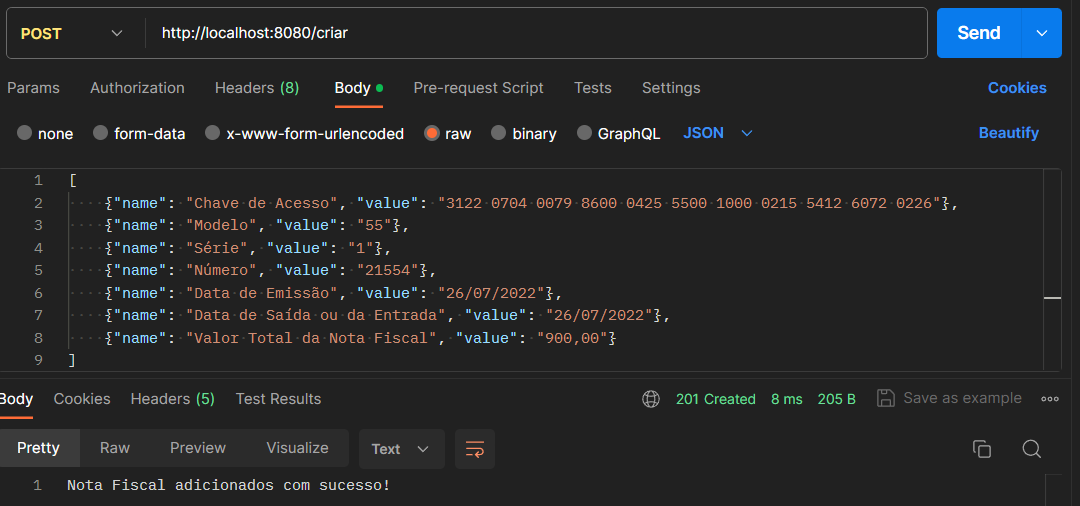 POST http://localhost:8080/criar Send
Params Authorization Headers (8) Body Pre-request Script Tests Settings Cookies
none form-data x-www-form-urlencoded raw binary GraphQL JSON Beautify
1 [
2 {"name": "Chave de Acesso", "value": "3122 0704 0079 8600 0425 5500 1000 0215 5412 6072 0226"},
3 {"name": "Modelo", "value": "55"},
4 {"name": "Série", "value": "1"},
5 {"name": "Número", "value": "21554"},
6 {"name": "Data de Emissão", "value": "26/07/2022"},
7 {"name": "Data de Saída ou da Entrada", "value": "26/07/2022"},
8 {"name": "Valor Total da Nota Fiscal", "value": "900,00"}
9 ]
Body Cookies Headers (5) Test Results 201 Created 8 ms 205 B Save as example
Pretty Raw Preview Visualize Text
1 Nota Fiscal adicionados com sucesso!